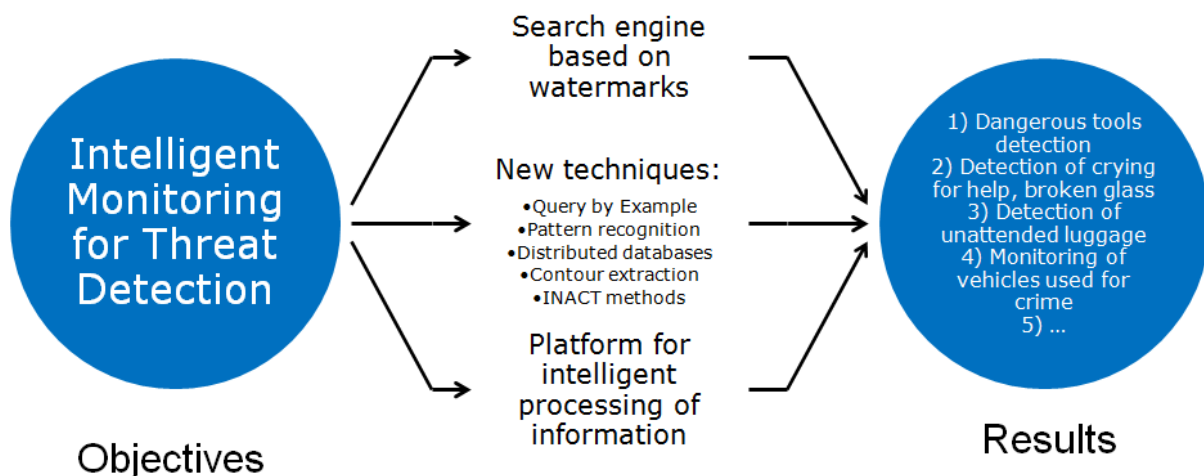 Intelligent
Monitoring
for Threat
Detection
Objectives
Search engine
based on
watermarks
New techniques:
•Query by Example
•Pattern recognition
•Distributed databases
•Contour extraction
•INACT methods
Platform for
intelligent
processing of
information
1) Dangerous tools
detection
2) Detection of crying
for help, broken glass
3) Detection of
unattended luggage
4) Monitoring of
vehicles used for
crime
5) ...
Results